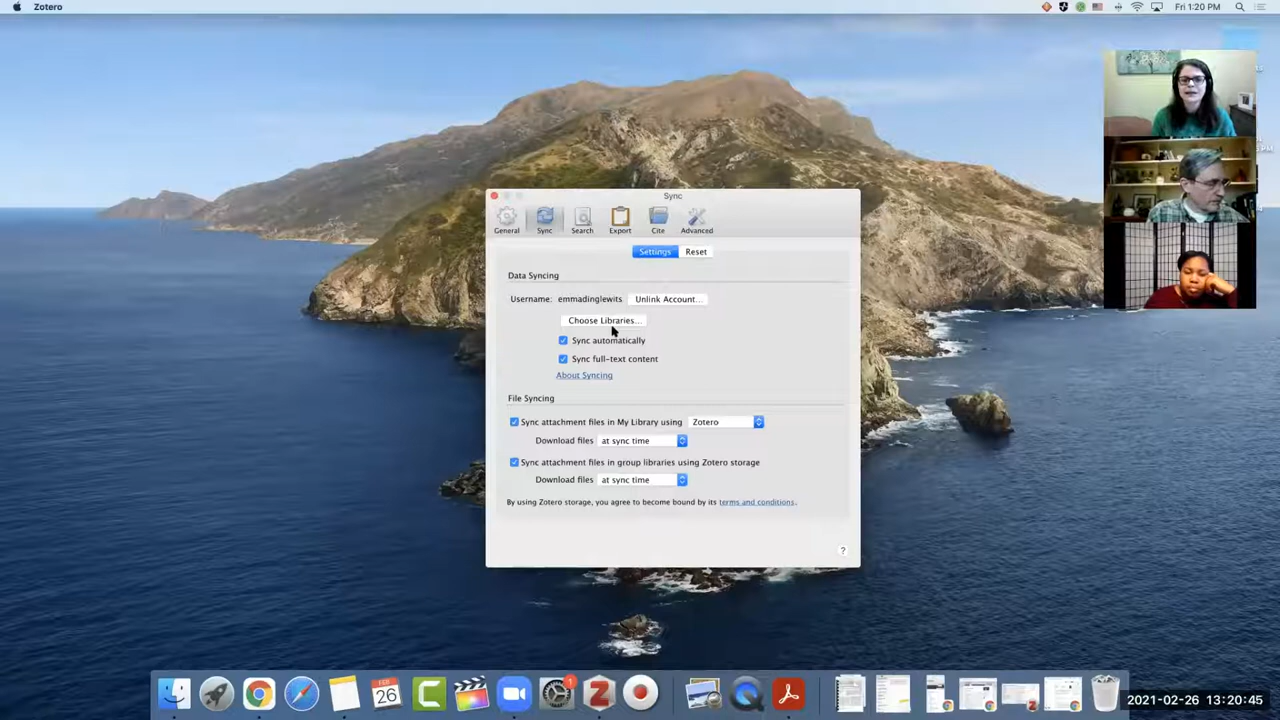 Zotero
Fri 1:20 PM
Sync
General
Sync
Search
Export
Cite
Advanced
Settings
Reset
Data Syncing
Username: emmadinglewits
Unlink Account...
Choose Libraries...
Sync automatically
Sync full-text content
About Syncing
File Syncing
Sync attachment files in My Library using
Zotero
Download files
at sync time
Sync attachment files in group libraries using Zotero storage
Download files
at sync time
By using Zotero storage, you agree to become bound by its terms and conditions.
?
FEB
26
1
Z
2021-02-26 13:20:45